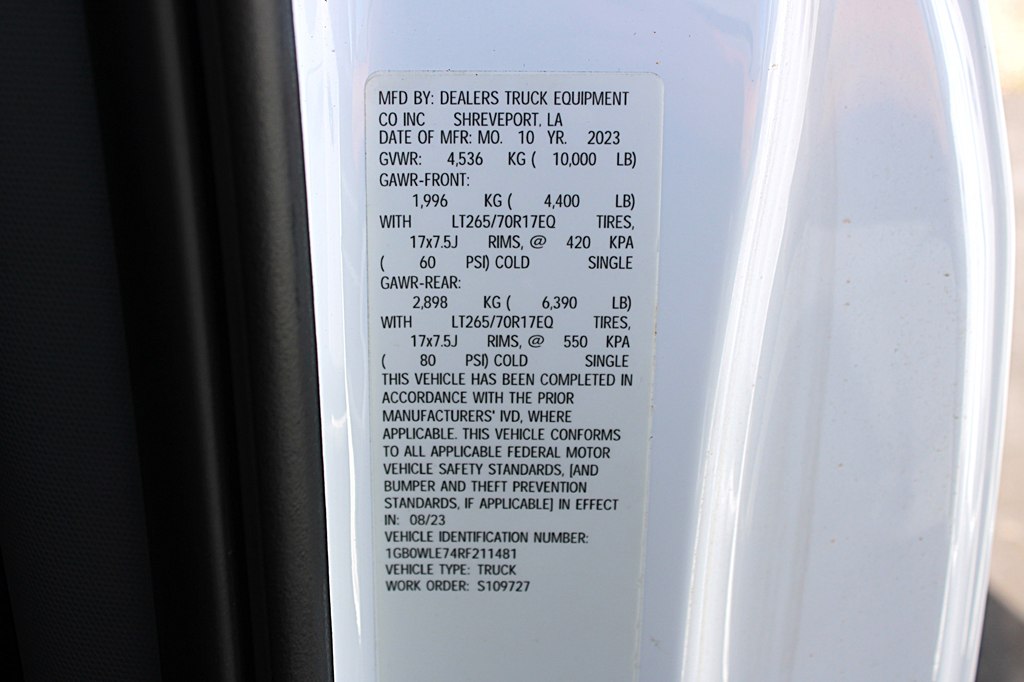 MFD BY: DEALERS TRUCK EQUIPMENT
CO INC SHREVEPORT, LA
DATE OF MFR: MO. 10 YR. 2023
GVWR: 4,536 KG ( 10,000 LB)
GAWR-FRONT:
1,996 KG ( 4,400 LB)
WITH LT265/70R17EQ TIRES,
17x7.5J RIMS, @ 420 KPA
( 60 PSI) COLD SINGLE
GAWR-REAR:
2,898 KG ( 6,390 LB)
WITH LT265/70R17EQ TIRES,
17x7.5J RIMS, @ 550 KPA
( 80 PSI) COLD SINGLE
THIS VEHICLE HAS BEEN COMPLETED IN
ACCORDANCE WITH THE PRIOR
MANUFACTURERS' IVD, WHERE
APPLICABLE. THIS VEHICLE CONFORMS
TO ALL APPLICABLE FEDERAL MOTOR
VEHICLE SAFETY STANDARDS, [AND
BUMPER AND THEFT PREVENTION
STANDARDS, IF APPLICABLE] IN EFFECT
IN: 08/23
VEHICLE IDENTIFICATION NUMBER:
1GB0WLE74RF211481
VEHICLE TYPE: TRUCK
WORK ORDER: S109727